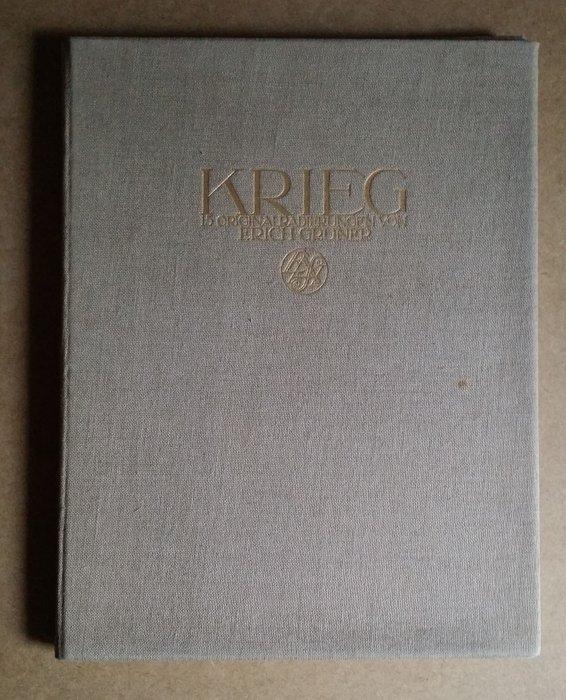 KRIEG
15 ORIGINALRADIERUNGEN VON
ERICH GRUNER